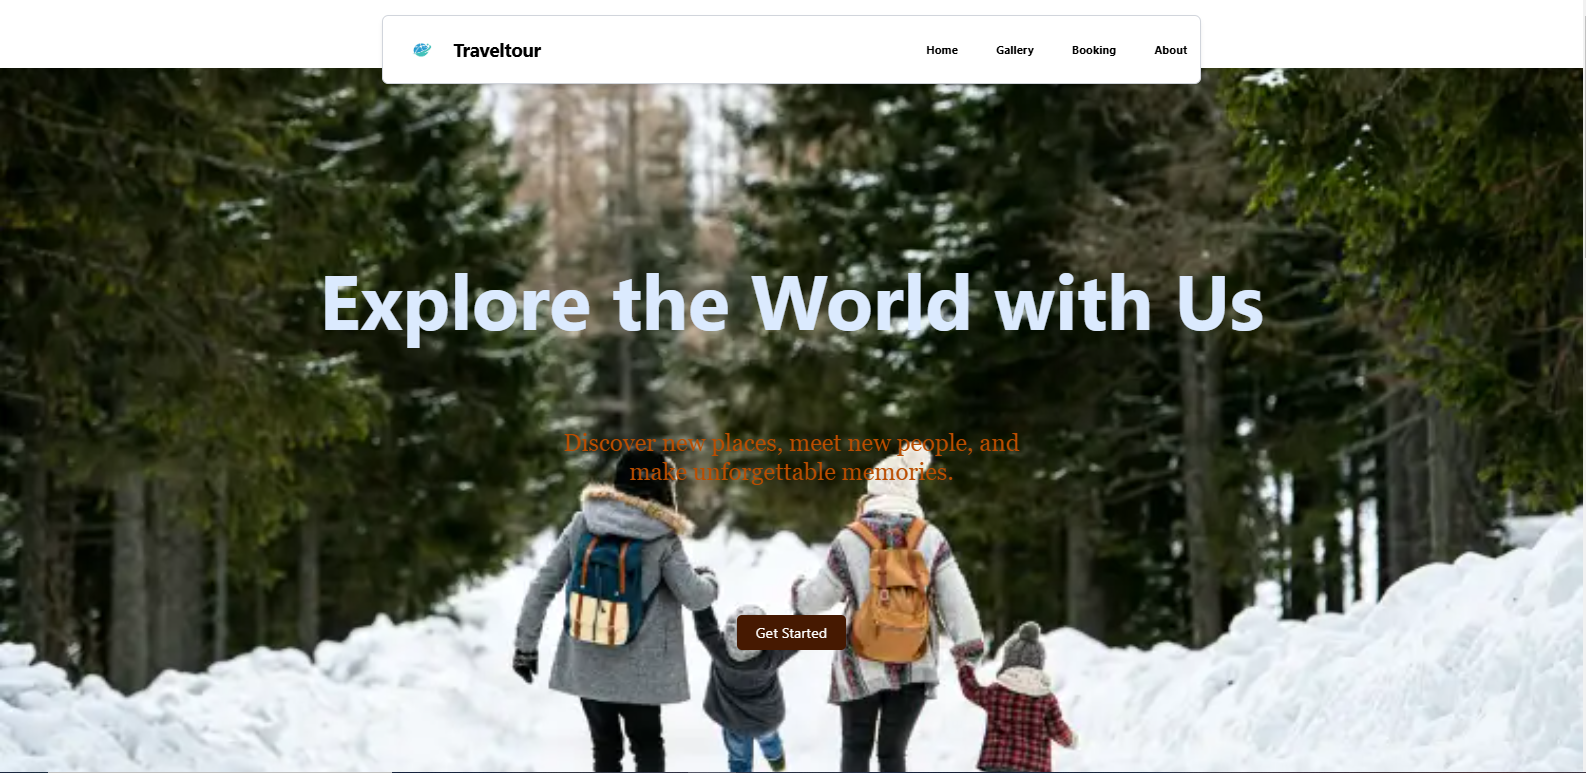 Traveltour
Home Gallery Booking About
Explore the World with Us
Discover new places, meet new people, and
make unforgettable memories.
Get Started